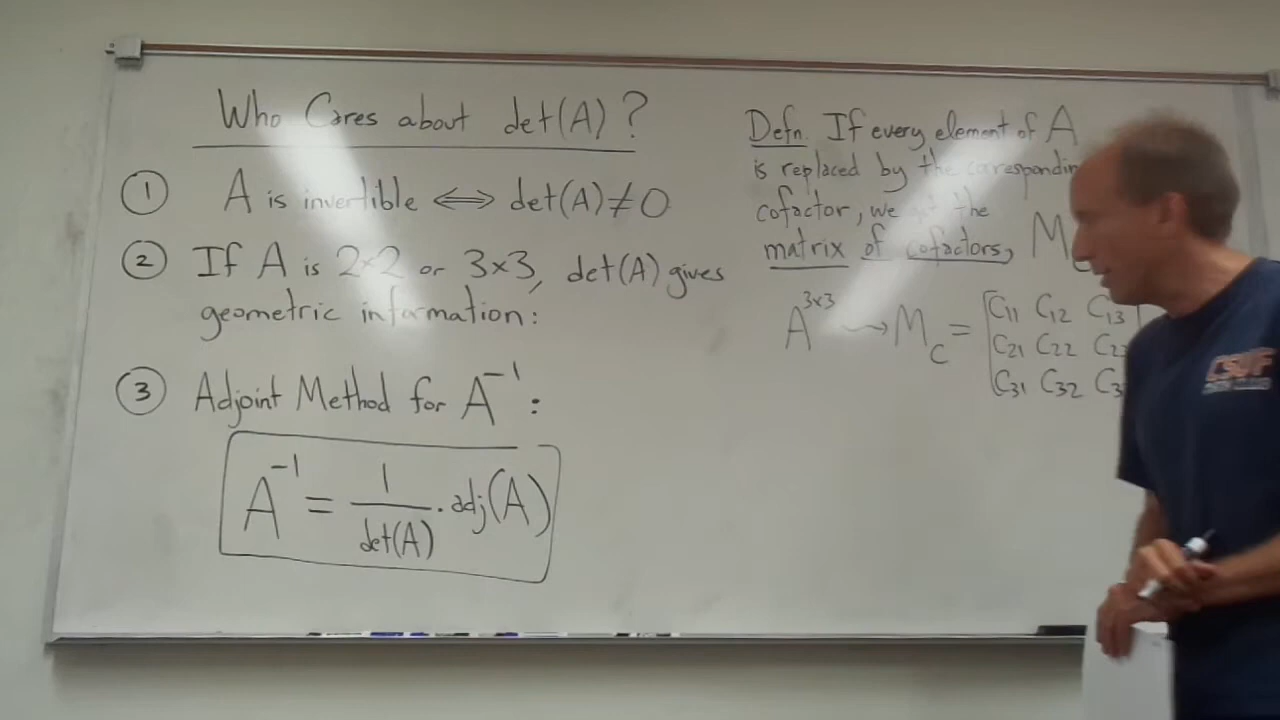 Who Cares about det(A)?
① A is invertible ⟺ det(A)≠0
② If A is 2×2 or 3×3, det(A) gives
geometric information:
③ Adjoint Method for A⁻¹:
A⁻¹ = 1/det(A) · adj(A)
Defn. If every element of A
is replaced by the corresponding
cofactor, we the
matrix of cofactors, M
A³ˣ³ ⟿ M_C = [C₁₁ C₁₂ C₁₃
C₂₁ C₂₂ C₂₃
C₃₁ C₃₂ C₃
CSUF